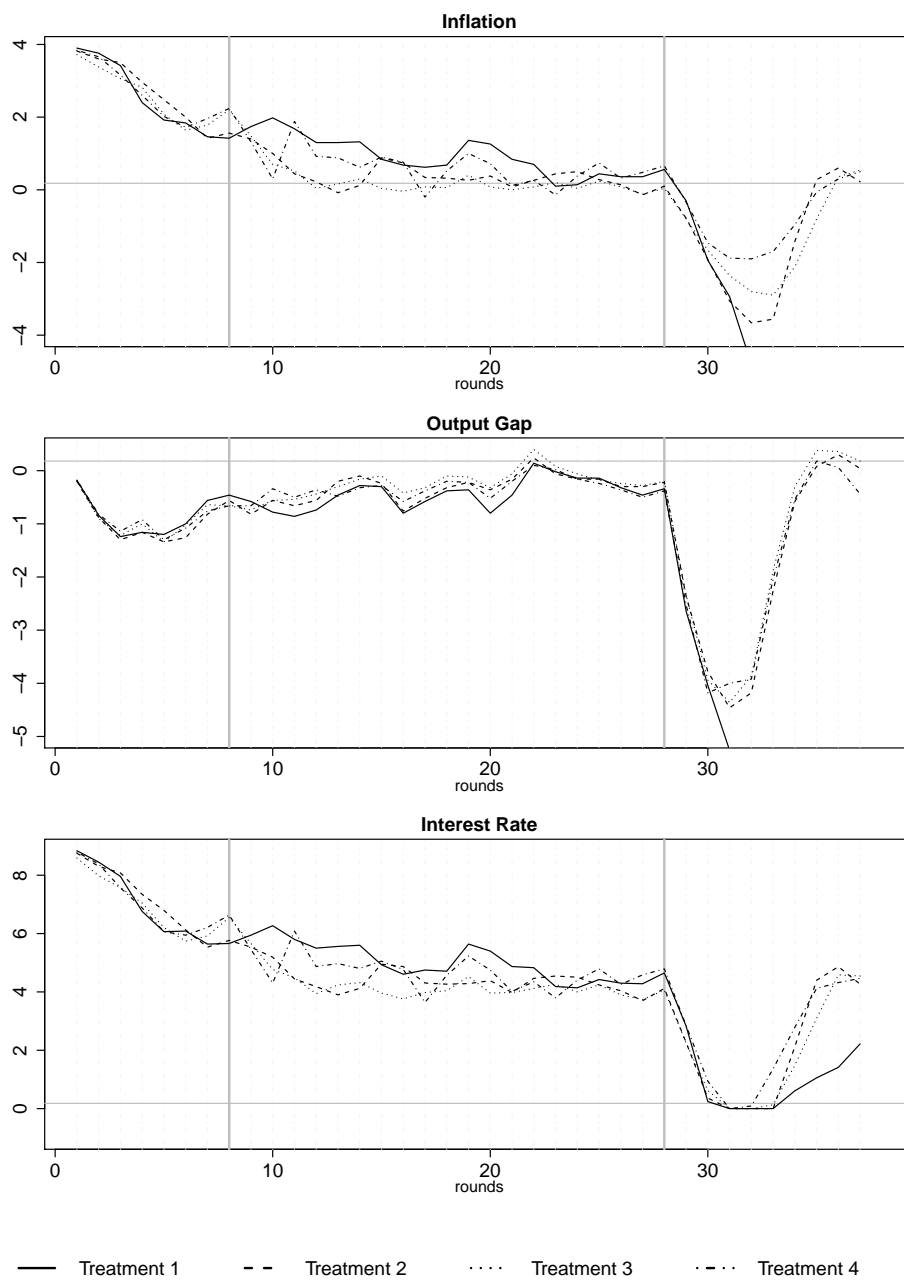 Inflation
4
2
0
−2
−4
0 10 20 30
rounds
Output Gap
0
−1
−2
−3
−4
−5
0 10 20 30
rounds
Interest Rate
8
6
4
2
0
0 10 20 30
rounds
Treatment 1 Treatment 2 Treatment 3 Treatment 4